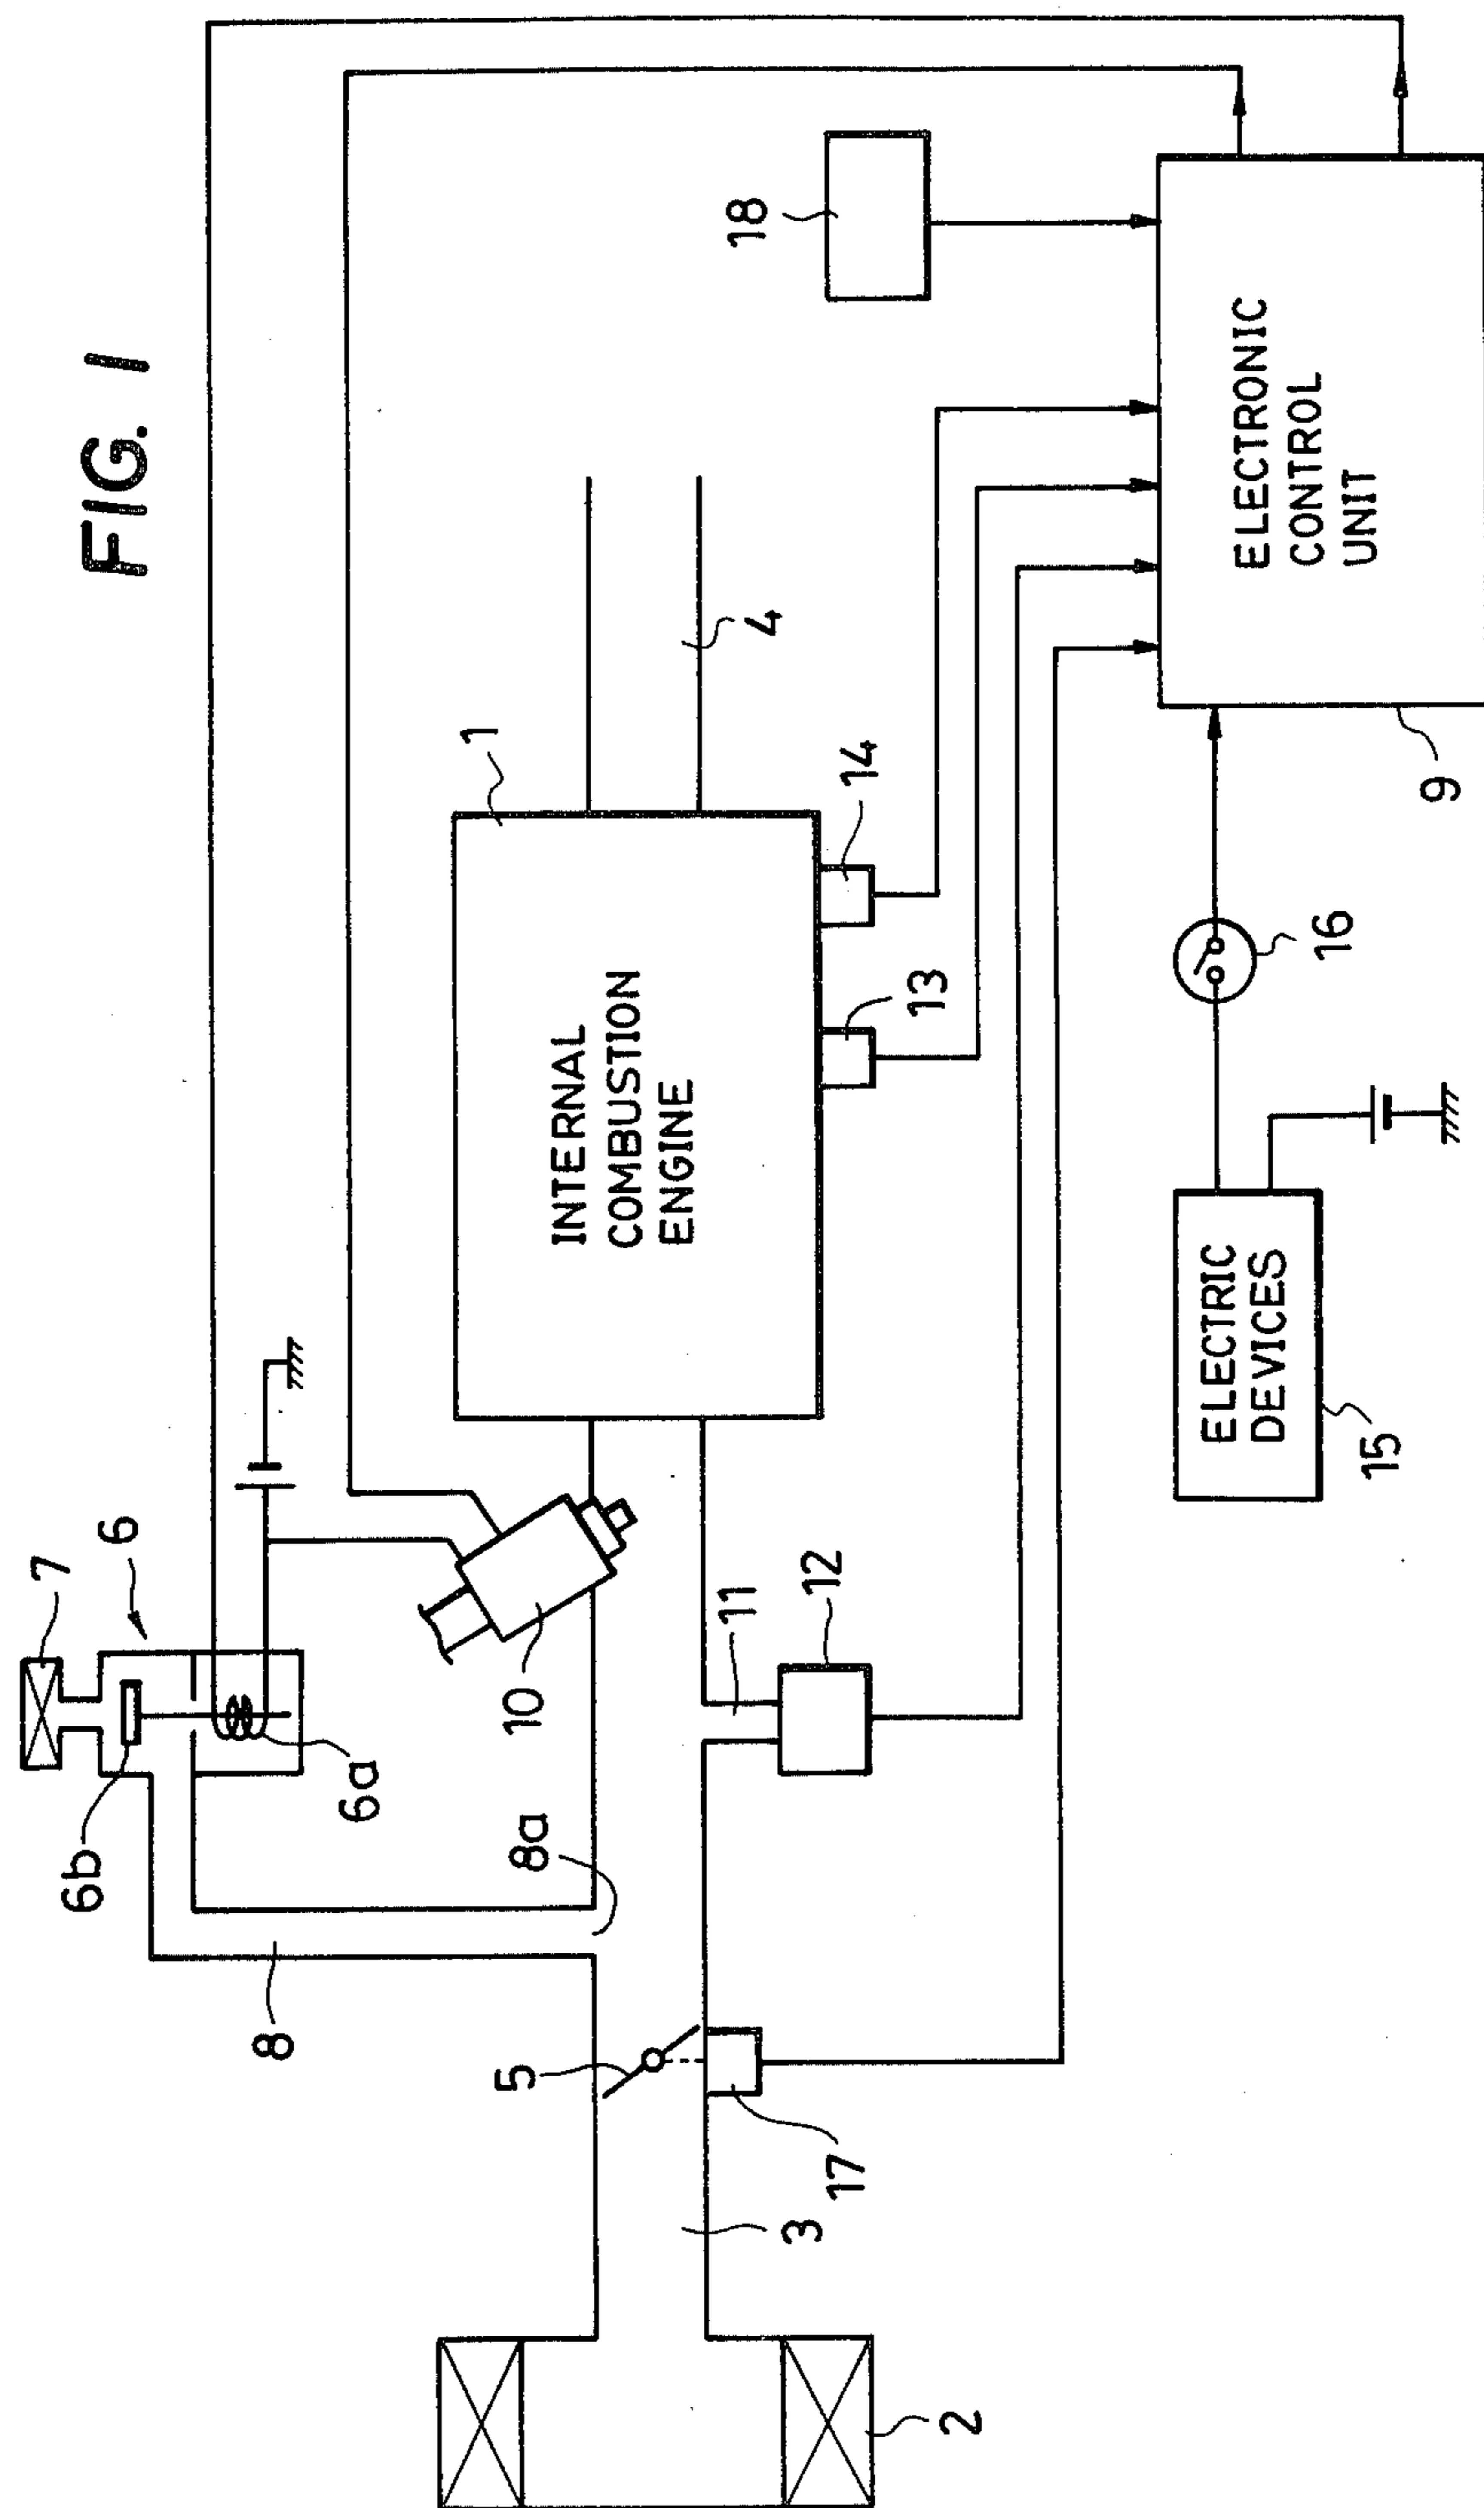 FIG. 1
7
6
6b
6a
8
8a
10
1
INTERNAL
COMBUSTION
ENGINE
4
18
5
11
12
13
14
17
3
2
ELECTRIC
DEVICES
15
16
ELECTRONIC
CONTROL
UNIT
9